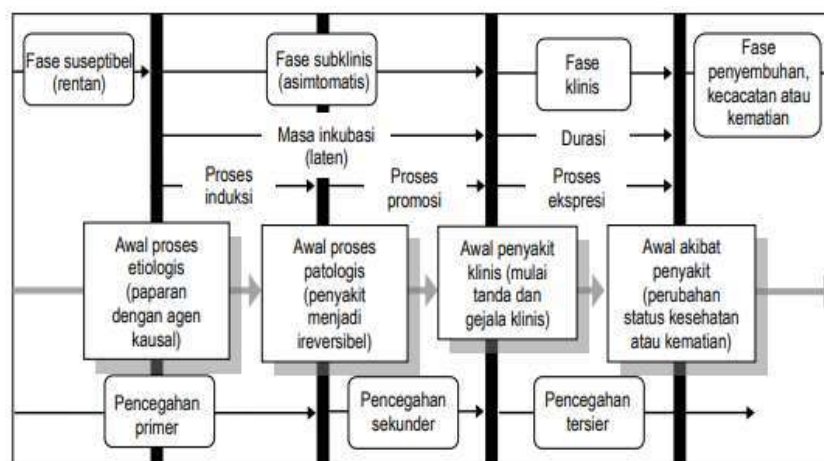 Fase suseptibel
(rentan)
Fase subklinis
(asimtomatis)
Fase
klinis
Fase
penyembuhan,
kecacatan atau
kematian
Masa inkubasi
(laten)
Durasi
Proses
induksi
Proses
promosi
Proses
ekspresi
Awal proses
etiologis
(paparan
dengan agen
kausal)
Awal proses
patologis
(penyakit
menjadi
ireversibel)
Awal penyakit
klinis (mulai
tanda dan
gejala klinis)
Awal akibat
penyakit
(perubahan
status kesehatan
atau kematian)
Pencegahan
primer
Pencegahan
sekunder
Pencegahan
tersier